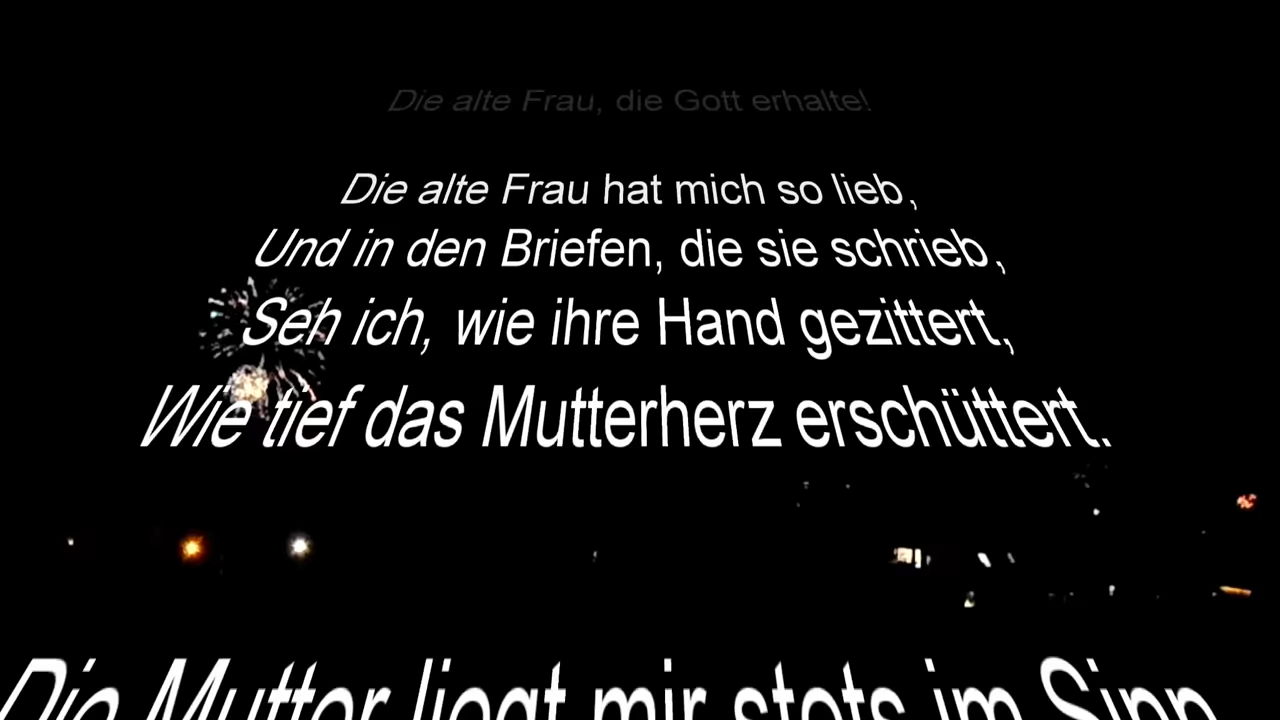 Die alte Frau, die Gott erhalte!
Die alte Frau hat mich so lieb,
Und in den Briefen, die sie schrieb,
Seh ich, wie ihre Hand gezittert,
Wie tief das Mutterherz erschüttert.
Die Mutter liegt mir stets im Sinn